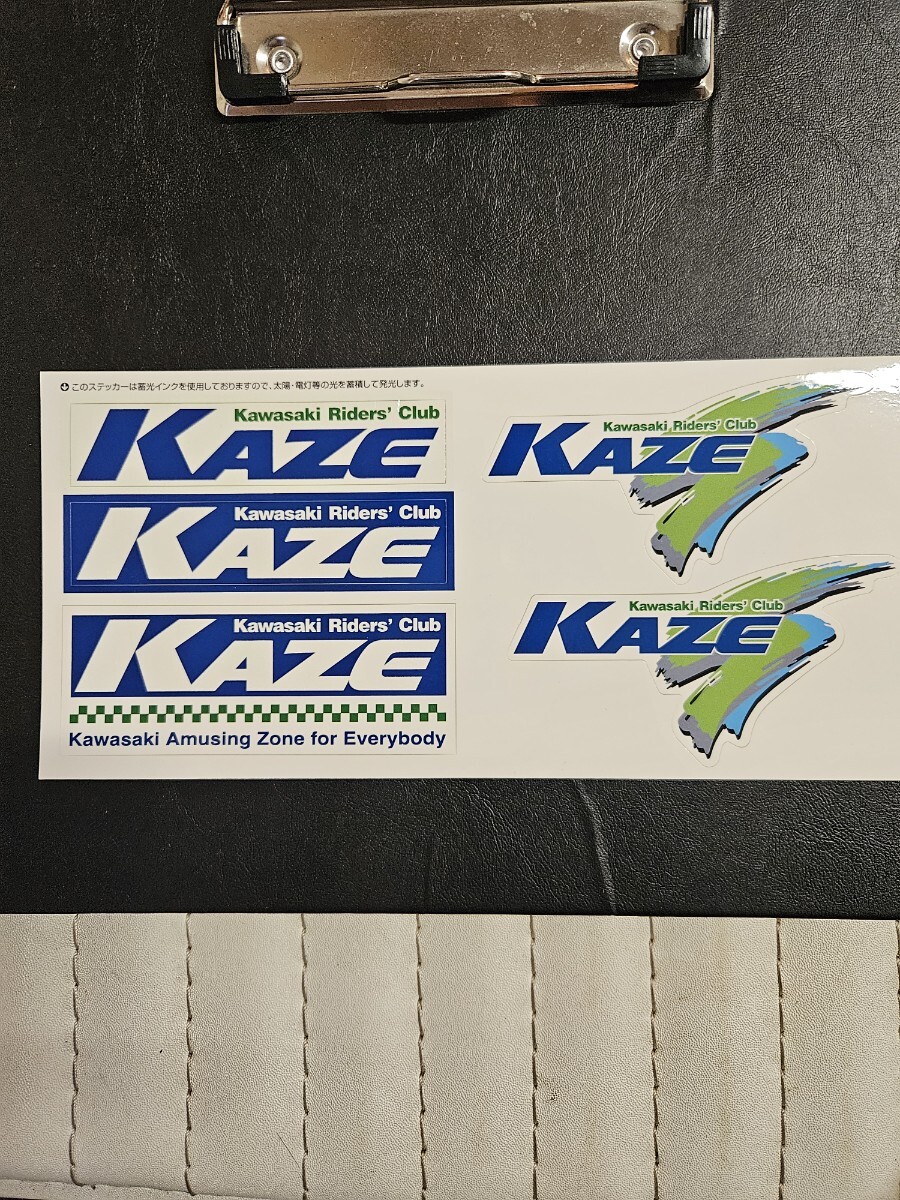 このステッカーは蓄光インクを使用しておりますので、太陽・電灯等の光を蓄積して発光します。
Kawasaki Riders' Club
KAZE
Kawasaki Riders' Club
KAZE
Kawasaki Riders' Club
KAZE
Kawasaki Amusing Zone for Everybody
Kawasaki Riders' Club
KAZE
Kawasaki Riders' Club
KAZE